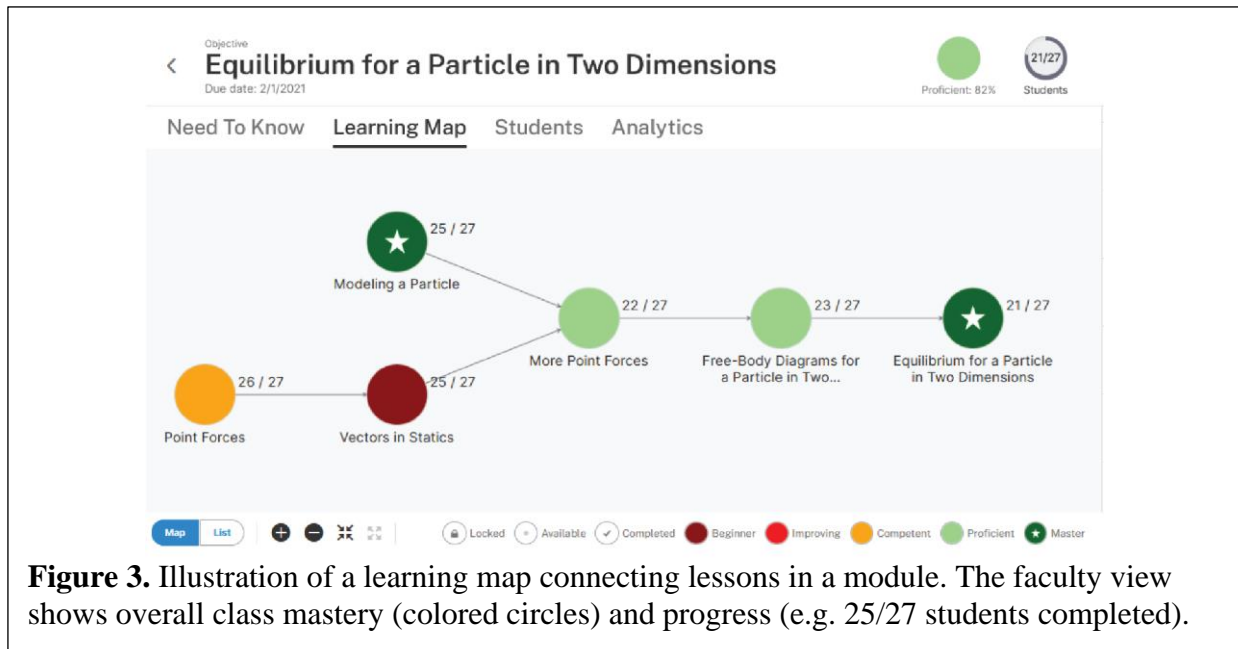 Objective
Equilibrium for a Particle in Two Dimensions
Due date: 2/1/2021
Proficient: 82%
21/27
Students
Need To Know Learning Map Students Analytics
25 / 27
Modeling a Particle
22 / 27
More Point Forces
23 / 27
Free-Body Diagrams for
a Particle in Two...
21 / 27
Equilibrium for a Particle
in Two Dimensions
26 / 27
Point Forces
25 / 27
Vectors in Statics
Map List Locked Available Completed Beginner Improving Competent Proficient Master
Figure 3. Illustration of a learning map connecting lessons in a module. The faculty view
shows overall class mastery (colored circles) and progress (e.g. 25/27 students completed).